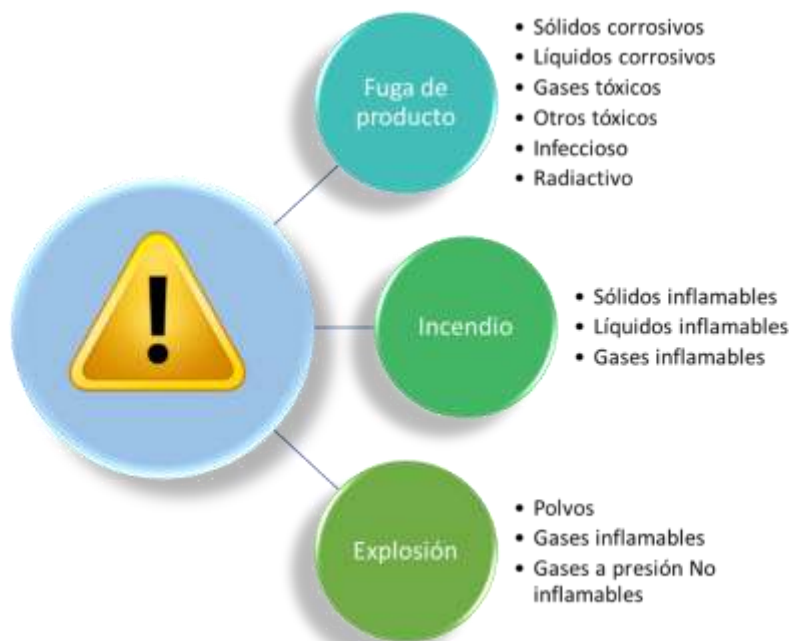 Fuga de
producto
• Sólidos corrosivos
• Líquidos corrosivos
• Gases tóxicos
• Otros tóxicos
• Infeccioso
• Radiactivo
!
Incendio
• Sólidos inflamables
• Líquidos inflamables
• Gases inflamables
Explosión
• Polvos
• Gases inflamables
• Gases a presión No
inflamables